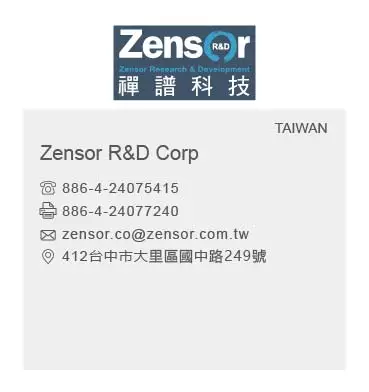 Zensor
R&D
Zensor Research & Development
禪譜科技
TAIWAN
Zensor R&D Corp
886-4-24075415
886-4-24077240
zensor.co@zensor.com.tw
412台中市大里區國中路249號